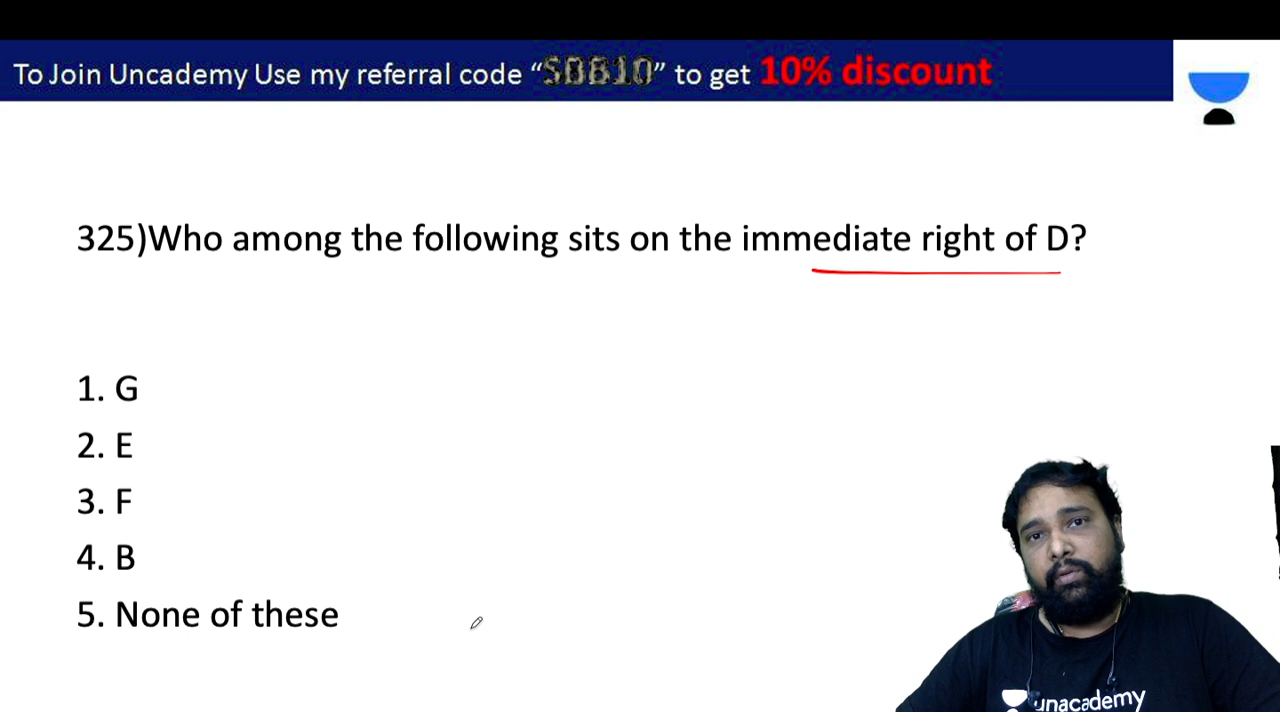 To Join Uncademy Use my referral code “SBB10” to get 10% discount
325)Who among the following sits on the immediate right of D?
1. G
2. E
3. F
4. B
5. None of these
unacademy